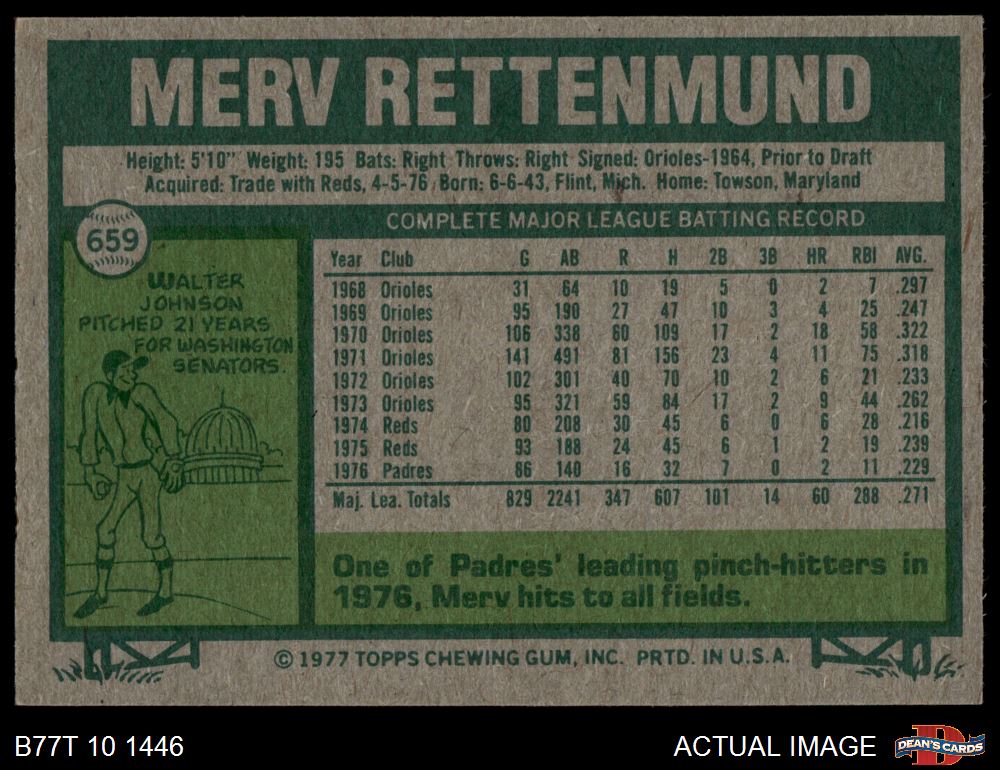 MERV RETTENMUND
Height: 5'10" Weight: 195 Bats: Right Throws: Right Signed: Orioles-1964, Prior to Draft
Acquired: Trade with Reds, 4-5-76 Born: 6-6-43, Flint, Mich. Home: Towson, Maryland
659
WALTER
JOHNSON
PITCHED 21 YEARS
FOR WASHINGTON
SENATORS.
COMPLETE MAJOR LEAGUE BATTING RECORD
Year Club G AB R H 2B 3B HR RBI AVG.
1968 Orioles 31 64 10 19 5 0 2 7 .297
1969 Orioles 95 190 27 47 10 3 4 25 .247
1970 Orioles 106 338 60 109 17 2 18 58 .322
1971 Orioles 141 491 81 156 23 4 11 75 .318
1972 Orioles 102 301 40 70 10 2 6 21 .233
1973 Orioles 95 321 59 84 17 2 9 44 .262
1974 Reds 80 208 30 45 6 0 6 28 .216
1975 Reds 93 188 24 45 6 1 2 19 .239
1976 Padres 86 140 16 32 7 0 2 11 .229
Maj. Lea. Totals 829 2241 347 607 101 14 60 288 .271
One of Padres' leading pinch-hitters in
1976, Merv hits to all fields.
© 1977 TOPPS CHEWING GUM, INC. PRTD. IN U.S.A.
B77T 10 1446
ACTUAL IMAGE
DEAN'S CARDS